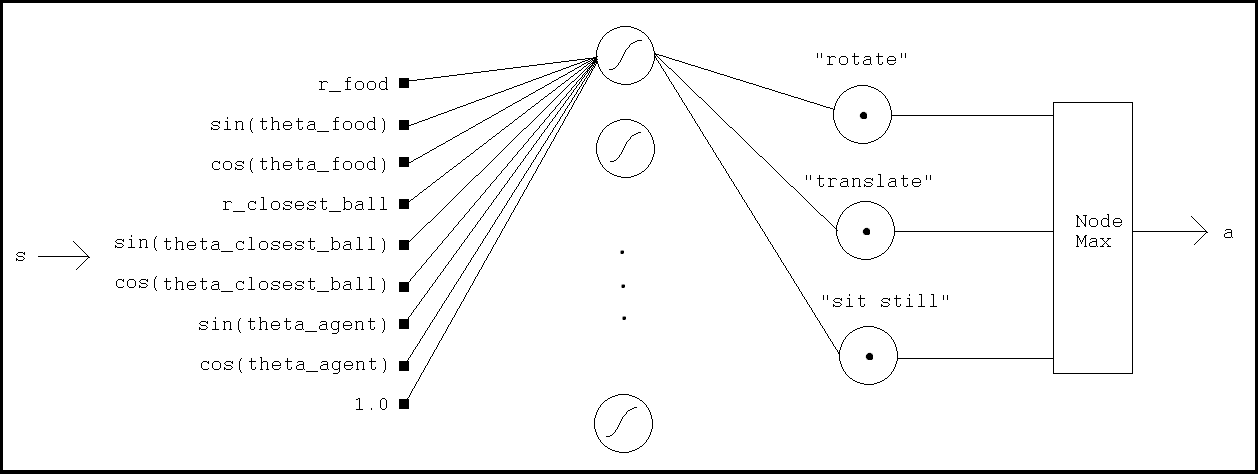 "rotate"
r_food
sin(theta_food)
cos(theta_food)
"translate"
r_closest_ball
Node
Max
s
a
sin(theta_closest_ball)
cos(theta_closest_ball)
"sit still"
sin(theta_agent)
cos(theta_agent)
1.0